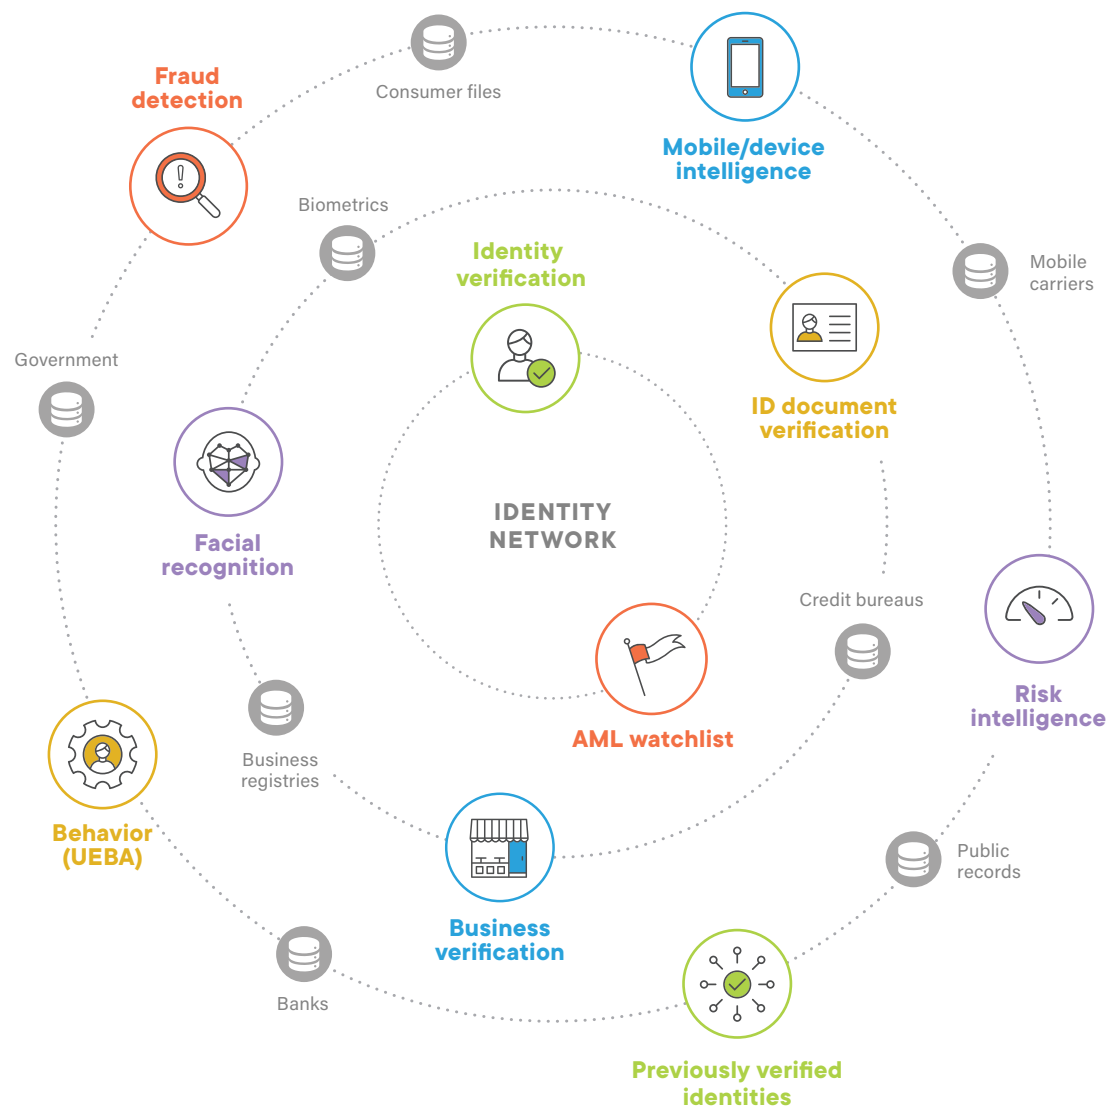 Fraud
detection
Consumer files
Mobile/device
intelligence
Biometrics
Identity
verification
Mobile
carriers
Government
ID document
verification
IDENTITY
NETWORK
Facial
recognition
Credit bureaus
Risk
intelligence
AML watchlist
Business
registries
Behavior
(UEBA)
Public
records
Business
verification
Banks
Previously verified
identities